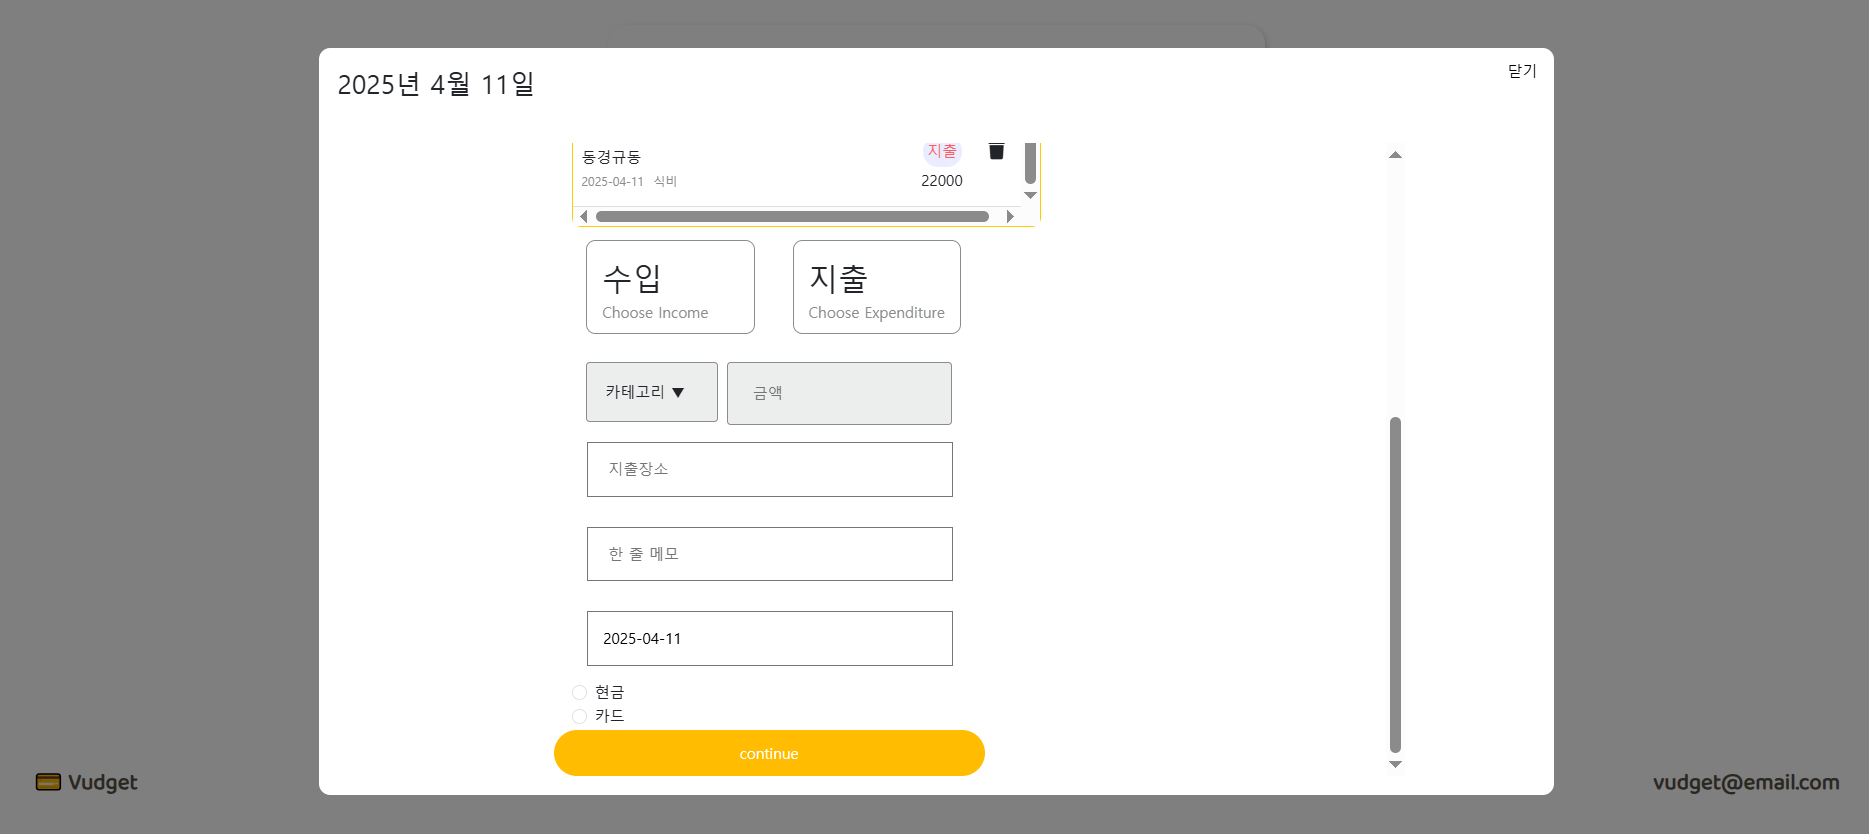 2025년 4월 11일
닫기
동경규동
지출
2025-04-11 식비
22000
수입
Choose Income
지출
Choose Expenditure
카테고리 ▼
금액
지출장소
한 줄 메모
2025-04-11
현금
카드
continue
Vudget
vudget@email.com